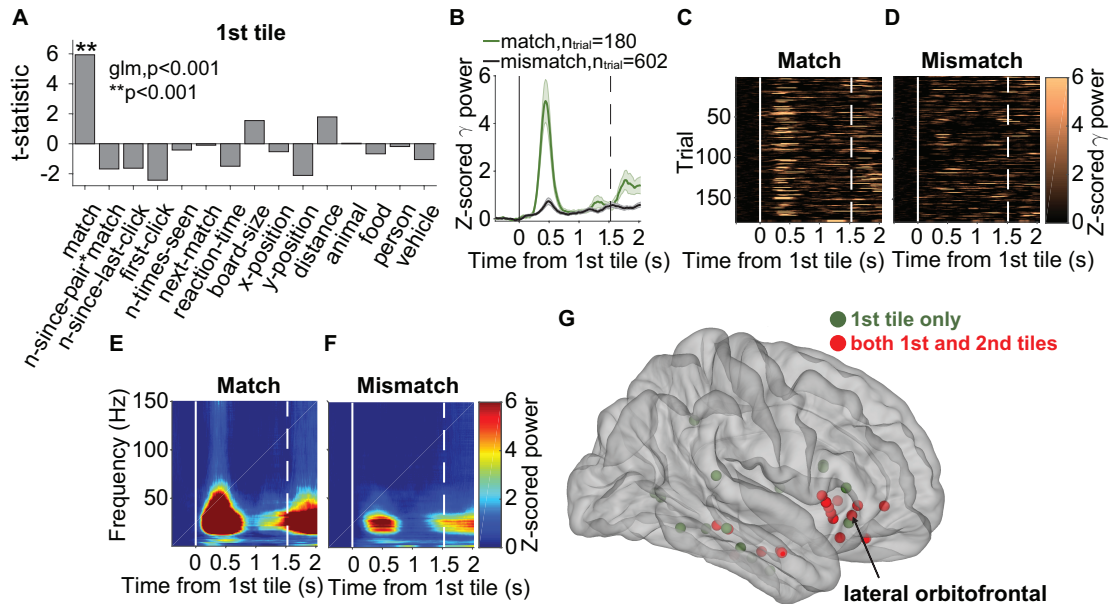 A
1st tile
**
glm,p<0.001
**p<0.001
t-statistic
6
4
2
0
-2
match
n-since-pair*match
n-since-last-click
first-click
n-times-seen
next-match
reaction-time
board-size
x-position
y-position
distance
animal
food
person
vehicle
B
match,ntrial=180
mismatch,ntrial=602
Z-scored γ power
6
4
2
0
0 0.5 1 1.5 2
Time from 1st tile (s)
C
Match
Trial
50
100
150
0 0.5 1 1.5 2
Time from 1st tile (s)
D
Mismatch
0 0.5 1 1.5 2
Time from 1st tile (s)
6
4
2
0
Z-scored γ power
E
Match
Frequency (Hz)
150
100
50
0 0.5 1 1.5 2
Time from 1st tile (s)
F
Mismatch
0 0.5 1 1.5 2
Time from 1st tile (s)
6
4
2
0
Z-scored power
G
1st tile only
both 1st and 2nd tiles
lateral orbitofrontal